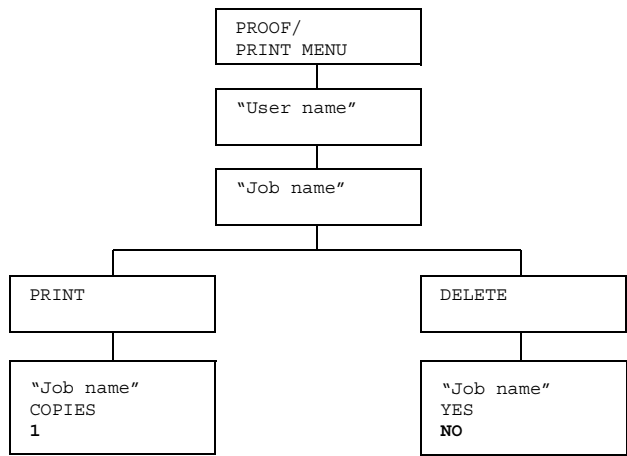 PROOF/
PRINT MENU
“User name”
“Job name”
PRINT
DELETE
“Job name”
COPIES
1
“Job name”
YES
NO